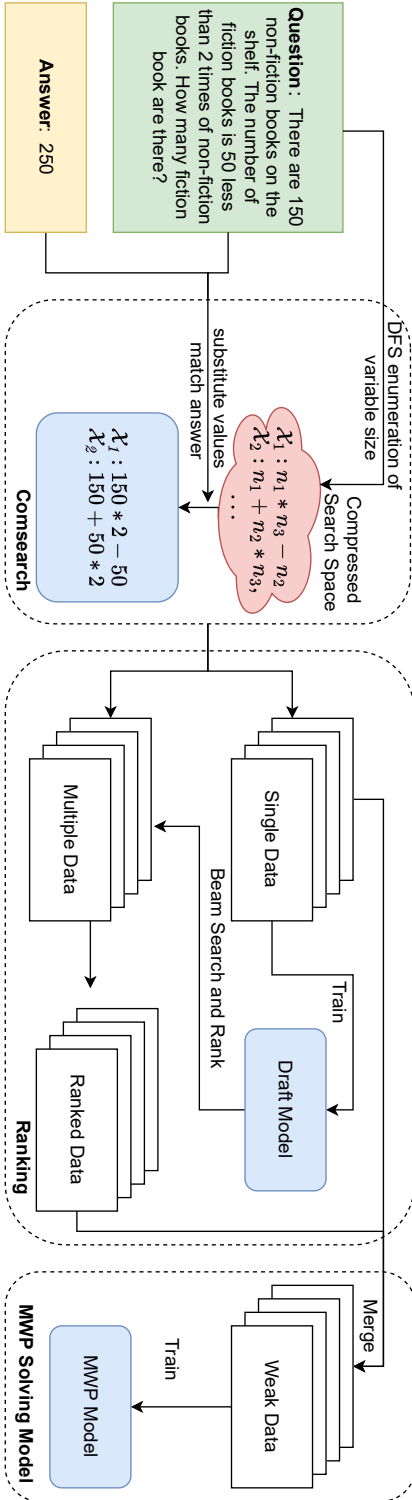 Question: There are 150
non-fiction books on the
shelf. The number of
fiction books is 50 less
than 2 times of non-fiction
books. How many fiction
book are there?
Answer: 250
DFS enumeration of
variable size
substitute values
match answer
Compressed
Search Space
𝒳₁ : n₁ * n₃ − n₂
𝒳₂ : n₁ + n₂ * n₃,
...
𝒳₁ : 150 * 2 − 50
𝒳₂ : 150 + 50 * 2
Comsearch
Single Data
Multiple Data
Train
Beam Search and Rank
Draft Model
Ranked Data
Ranking
Merge
Weak Data
Train
MWP Model
MWP Solving Model